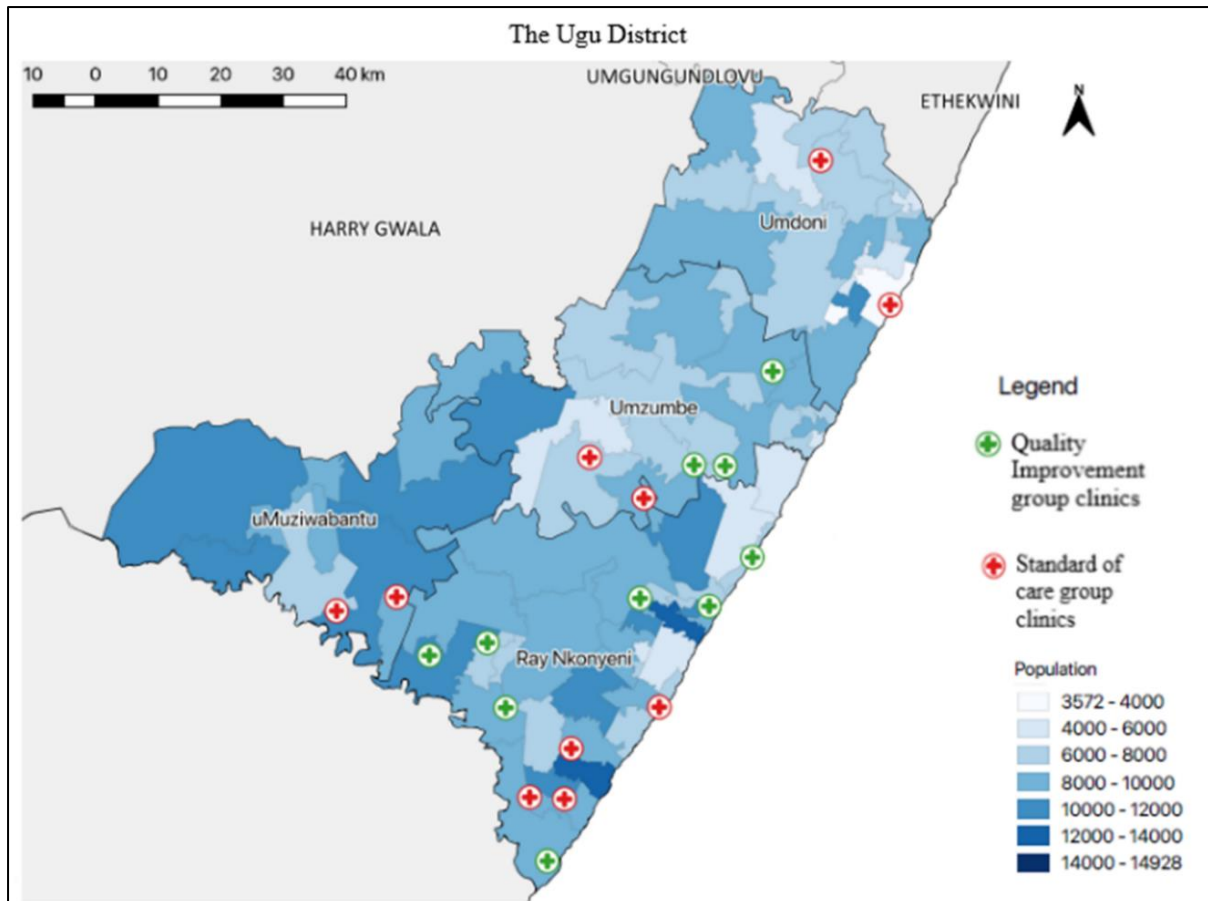 The Ugu District
10 0 10 20 30 40 km
UMGUNGUNDLOVU
ETHEKWINI
N
HARRY GWALA
Umdoni
Umzumbe
uMuziwabantu
Ray Nkonyeni
Legend
Quality
Improvement
group clinics
Standard of
care group
clinics
Population
3572 - 4000
4000 - 6000
6000 - 8000
8000 - 10000
10000 - 12000
12000 - 14000
14000 - 14928